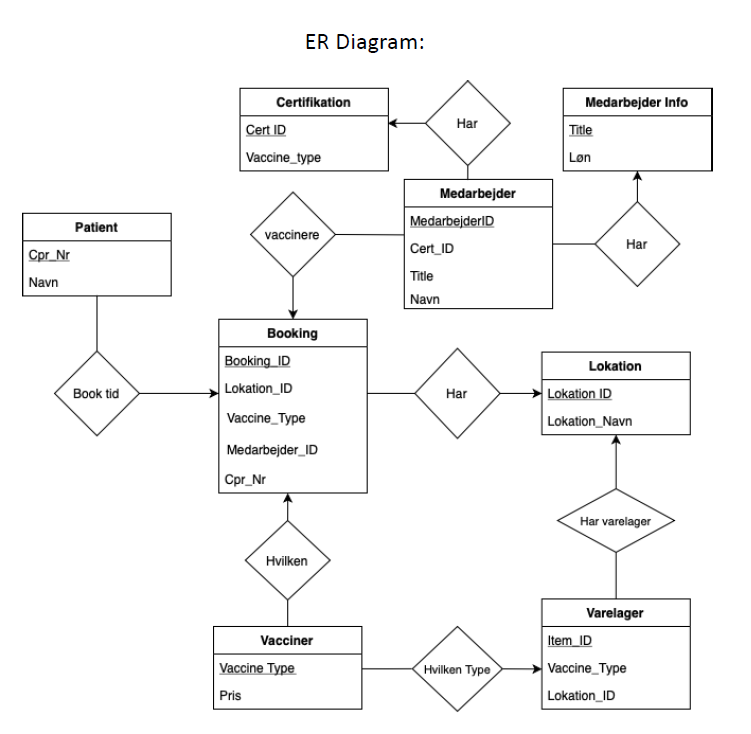 ER Diagram:
Certifikation
Cert ID
Vaccine_type
Har
Medarbejder Info
Title
Løn
Medarbejder
MedarbejderID
Cert_ID
Title
Navn
Har
vaccinere
Patient
Cpr_Nr
Navn
Book tid
Booking
Booking_ID
Lokation_ID
Vaccine_Type
Medarbejder_ID
Cpr_Nr
Har
Lokation
Lokation ID
Lokation_Navn
Har varelager
Hvilken
Vacciner
Vaccine Type
Pris
Hvilken Type
Varelager
Item_ID
Vaccine_Type
Lokation_ID